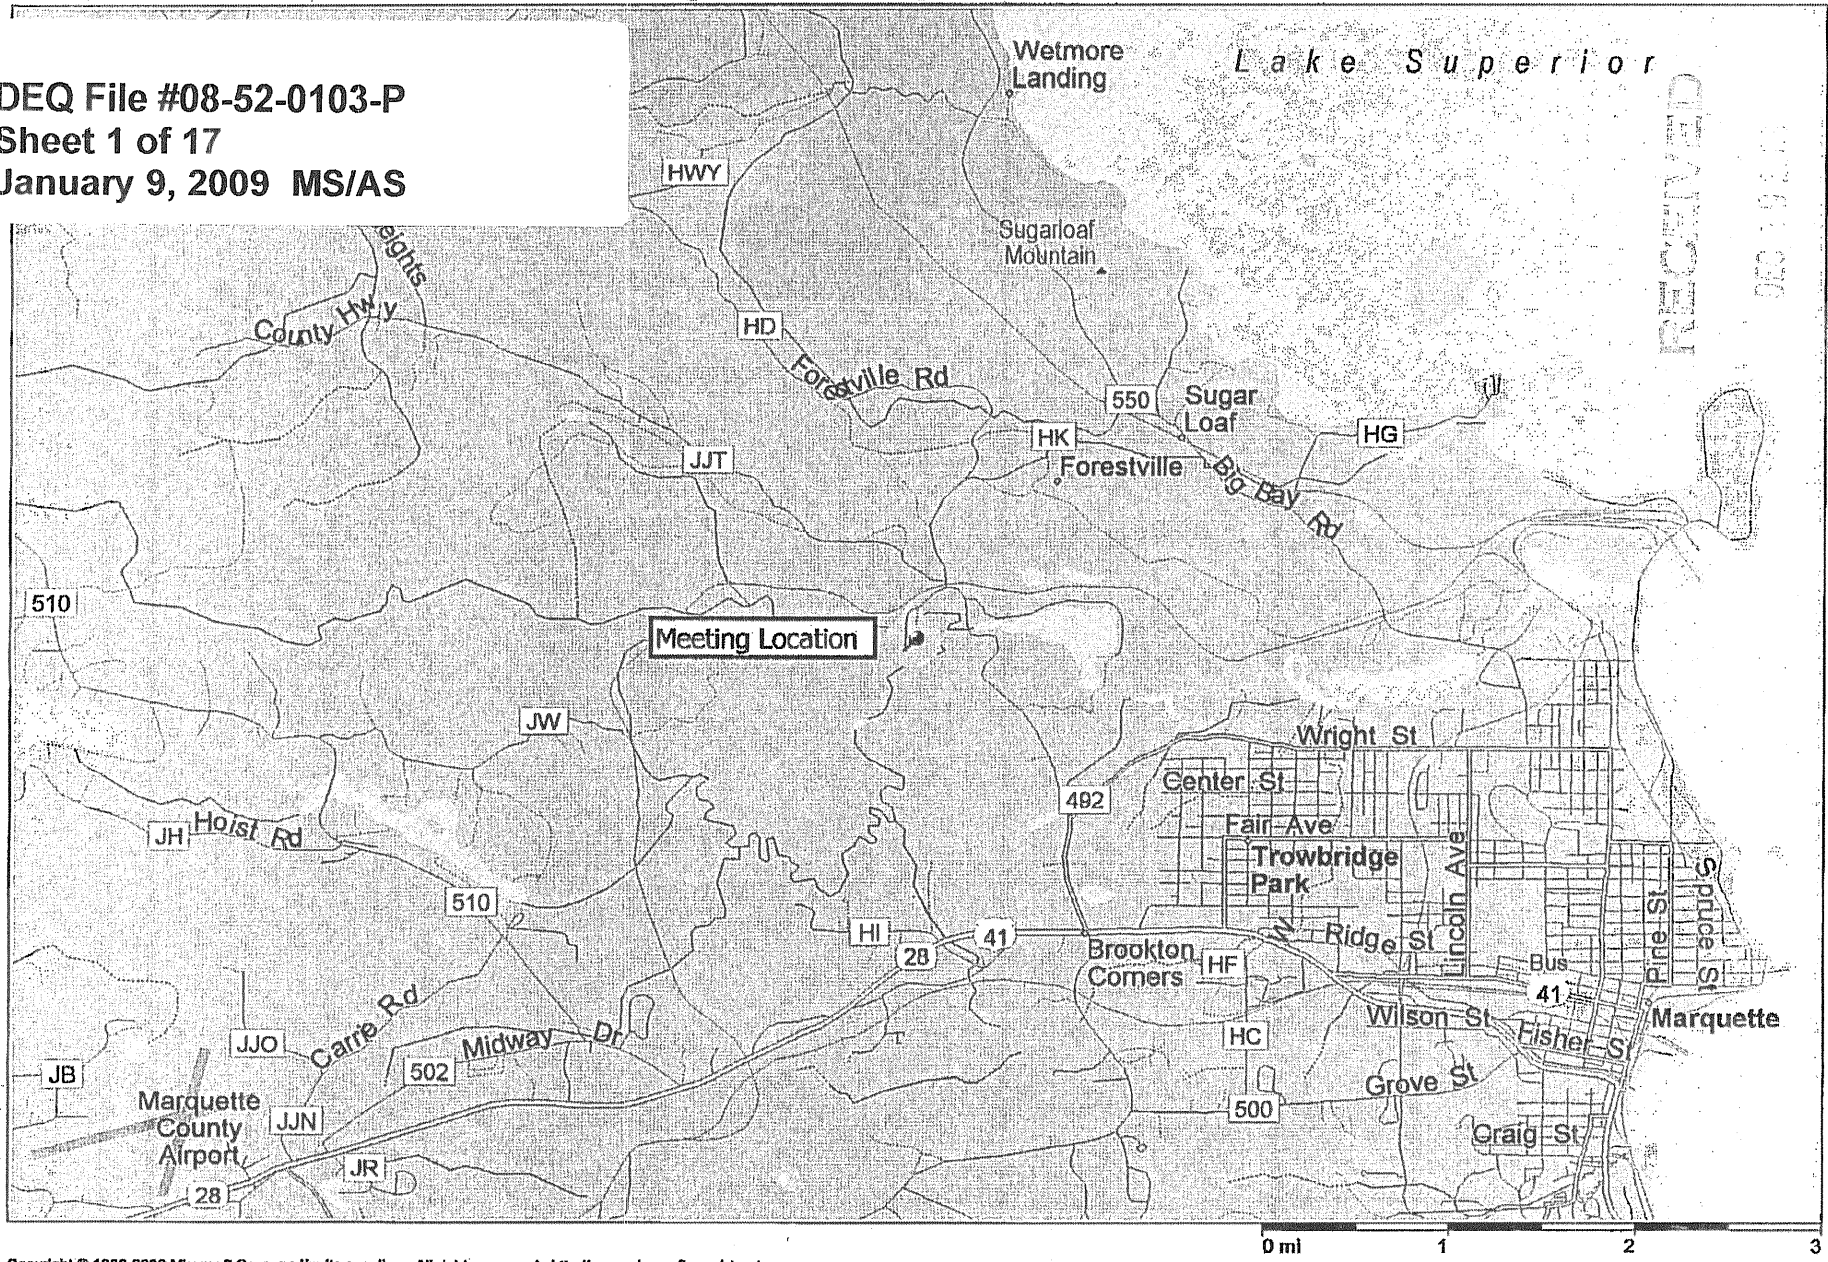 DEQ File #08-52-0103-P
Sheet 1 of 17
January 9, 2009 MS/AS
Lake Superior
Wetmore
Landing
RECEIVED
HWY
Sugarloaf
Mountain
eights
County Hwy
HD
Forestville Rd
550
Sugar
Loaf
HK
HG
JJT
Forestville
Big Bay Rd
510
Meeting Location
JW
Wright St
Center St
492
JH
Hoist Rd
Fair Ave
Trowbridge
Park
Lincoln Ave
Pine St
Spruce St
510
HI
41
28
Brookton
Corners
HF
W
Ridge St
Bus
41
Marquette
Wilson St
Fisher St
HC
Grove St
500
Craig St
Carrie Rd
JJO
Midway Dr
502
JB
Marquette
County
Airport
JJN
JR
28
0 mi 1 2 3